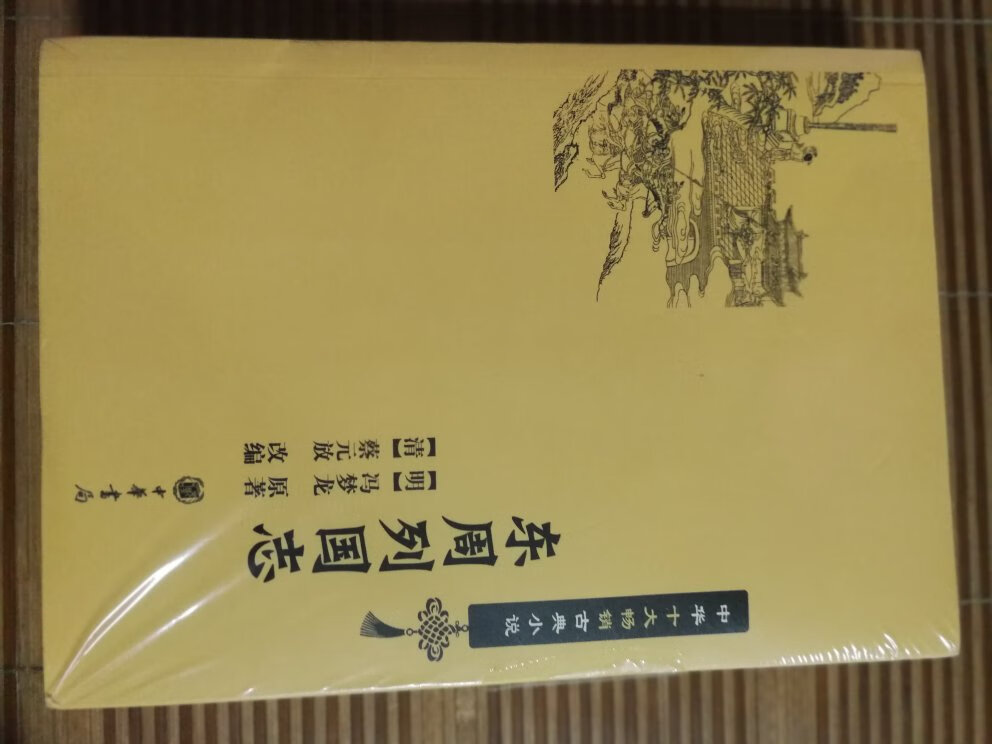 中华十大畅销古典小说
东周列国志
【明】冯梦龙 原著
【清】蔡元放 改编
中华书局